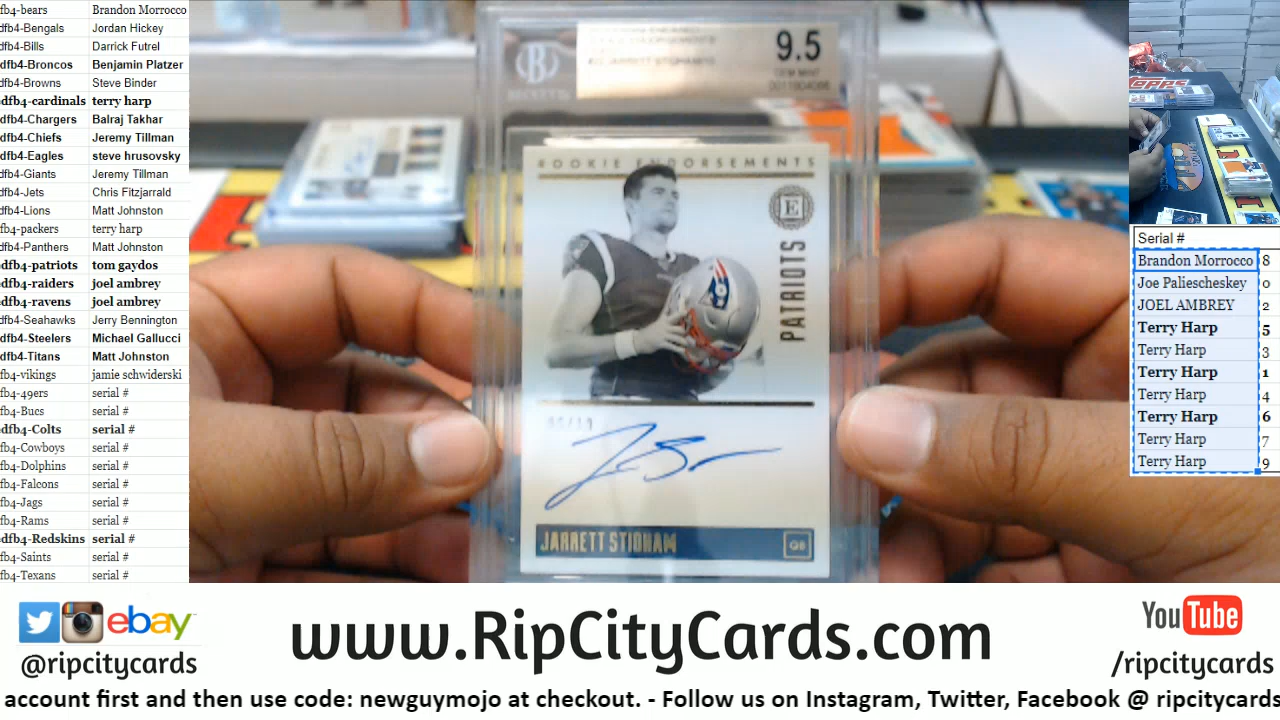 fb4-bears Brandon Morrocco
dfb4-Bengals Jordan Hickey
dfb4-Bills Darrick Futrel
dfb4-Broncos Benjamin Platzer
dfb4-Browns Steve Binder
dfb4-cardinals terry harp
dfb4-Chargers Balraj Takhar
dfb4-Chiefs Jeremy Tillman
dfb4-Eagles steve hrusovsky
dfb4-Giants Jeremy Tillman
dfb4-Jets Chris Fitzjarrald
dfb4-Lions Matt Johnston
dfb4-packers terry harp
dfb4-Panthers Matt Johnston
dfb4-patriots tom gaydos
dfb4-raiders joel ambrey
dfb4-ravens joel ambrey
dfb4-Seahawks Jerry Bennington
dfb4-Steelers Michael Gallucci
dfb4-Titans Matt Johnston
fb4-vikings jamie schwiderski
fb4-49ers serial #
fb4-Bucs serial #
dfb4-Colts serial #
fb4-Cowboys serial #
fb4-Dolphins serial #
fb4-Falcons serial #
fb4-Jags serial #
fb4-Rams serial #
dfb4-Redskins serial #
fb4-Saints serial #
fb4-Texans serial #
9.5
GEM MINT
BECKETT
ROOKIE ENDORSEMENTS
E
PATRIOTS
JARRETT STIDHAM
QB
topps
Serial #
Brandon Morrocco 8
Joe Paliescheskey 0
JOEL AMBREY 2
Terry Harp 5
Terry Harp 3
Terry Harp 1
Terry Harp 4
Terry Harp 6
Terry Harp 7
Terry Harp 9
ebay
@ripcitycards
www.RipCityCards.com
YouTube
/ripcitycards
account first and then use code: newguymojo at checkout. - Follow us on Instagram, Twitter, Facebook @ ripcitycards